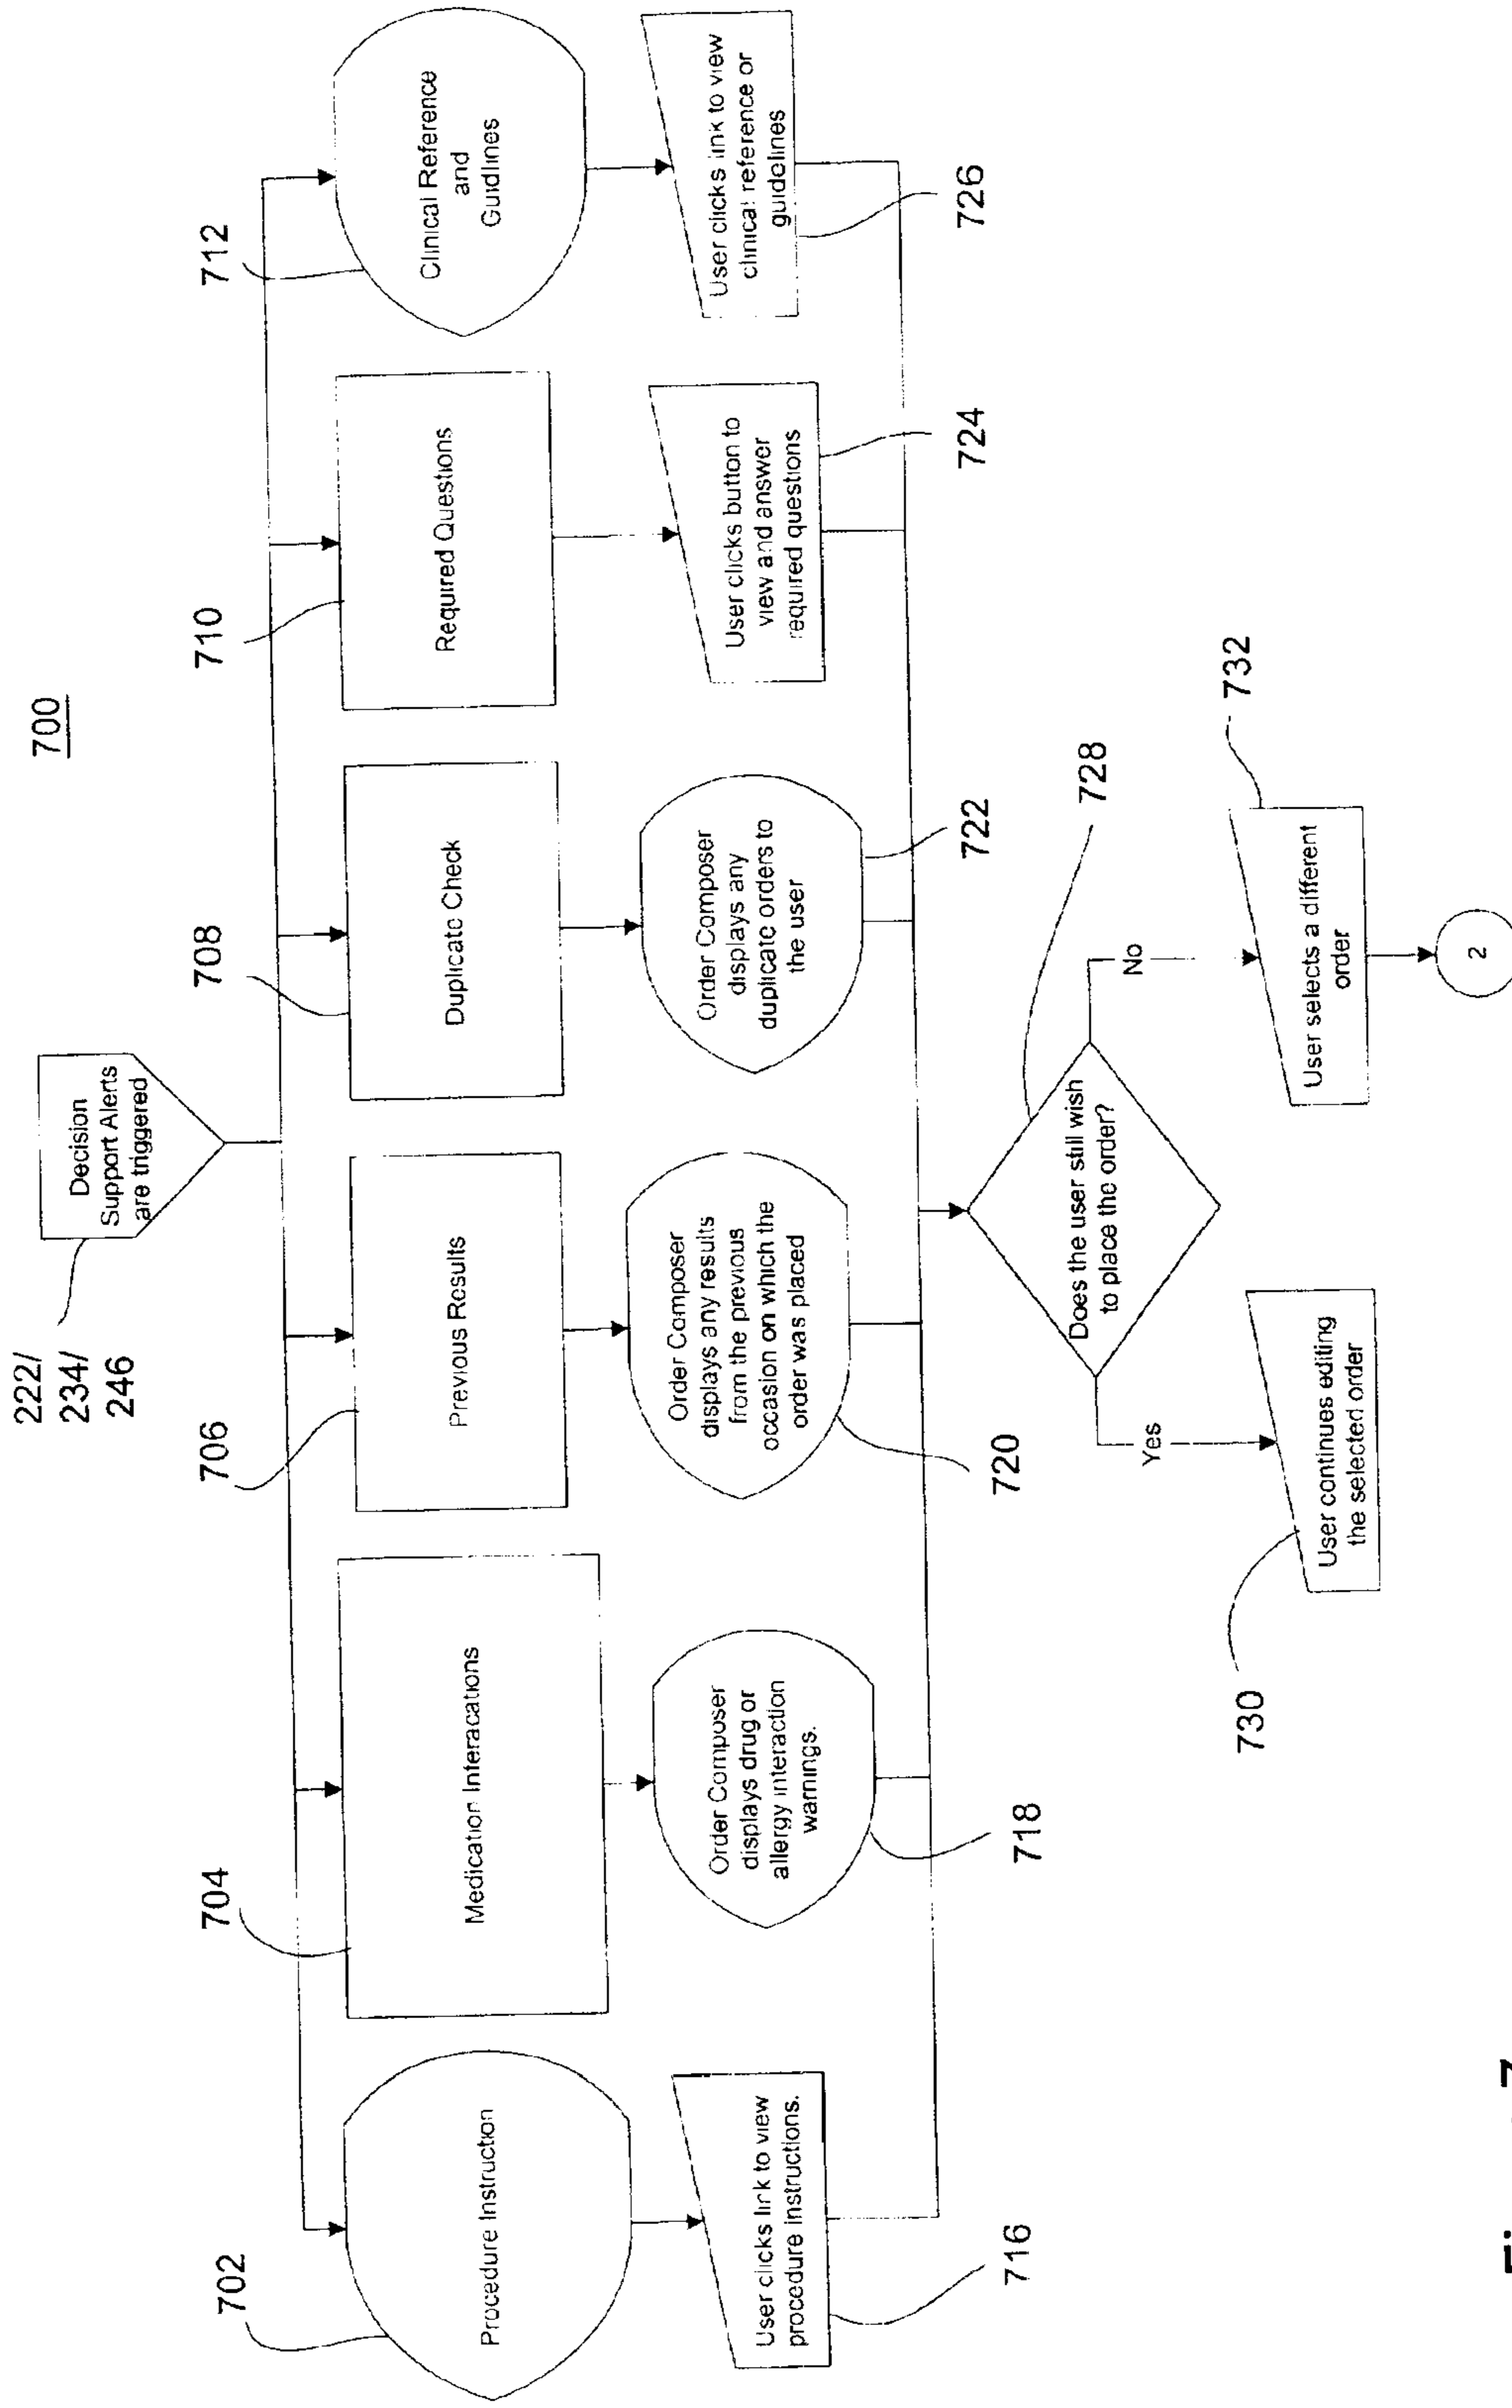 700
222/
234/
246
Decision
Support Alerts
are triggered
702
Procedure Instruction
704
Medication Interacations
706
Previous Results
708
Duplicate Check
710
Required Questions
712
Clinical Reference
and
Guidlines
User clicks link to view
procedure instructions.
716
Order Composer
displays drug or
allergy interaction
warnings.
718
Order Composer
displays any results
from the previous
occasion on which the
order was placed
720
Order Composer
displays any
duplicate orders to
the user
722
User clicks button to
view and answer
required questions
724
User clicks link to view
clinical reference or
guidelines
726
Does the user still wish
to place the order?
728
Yes
No
User continues editing
the selected order
730
User selects a different
order
732
2